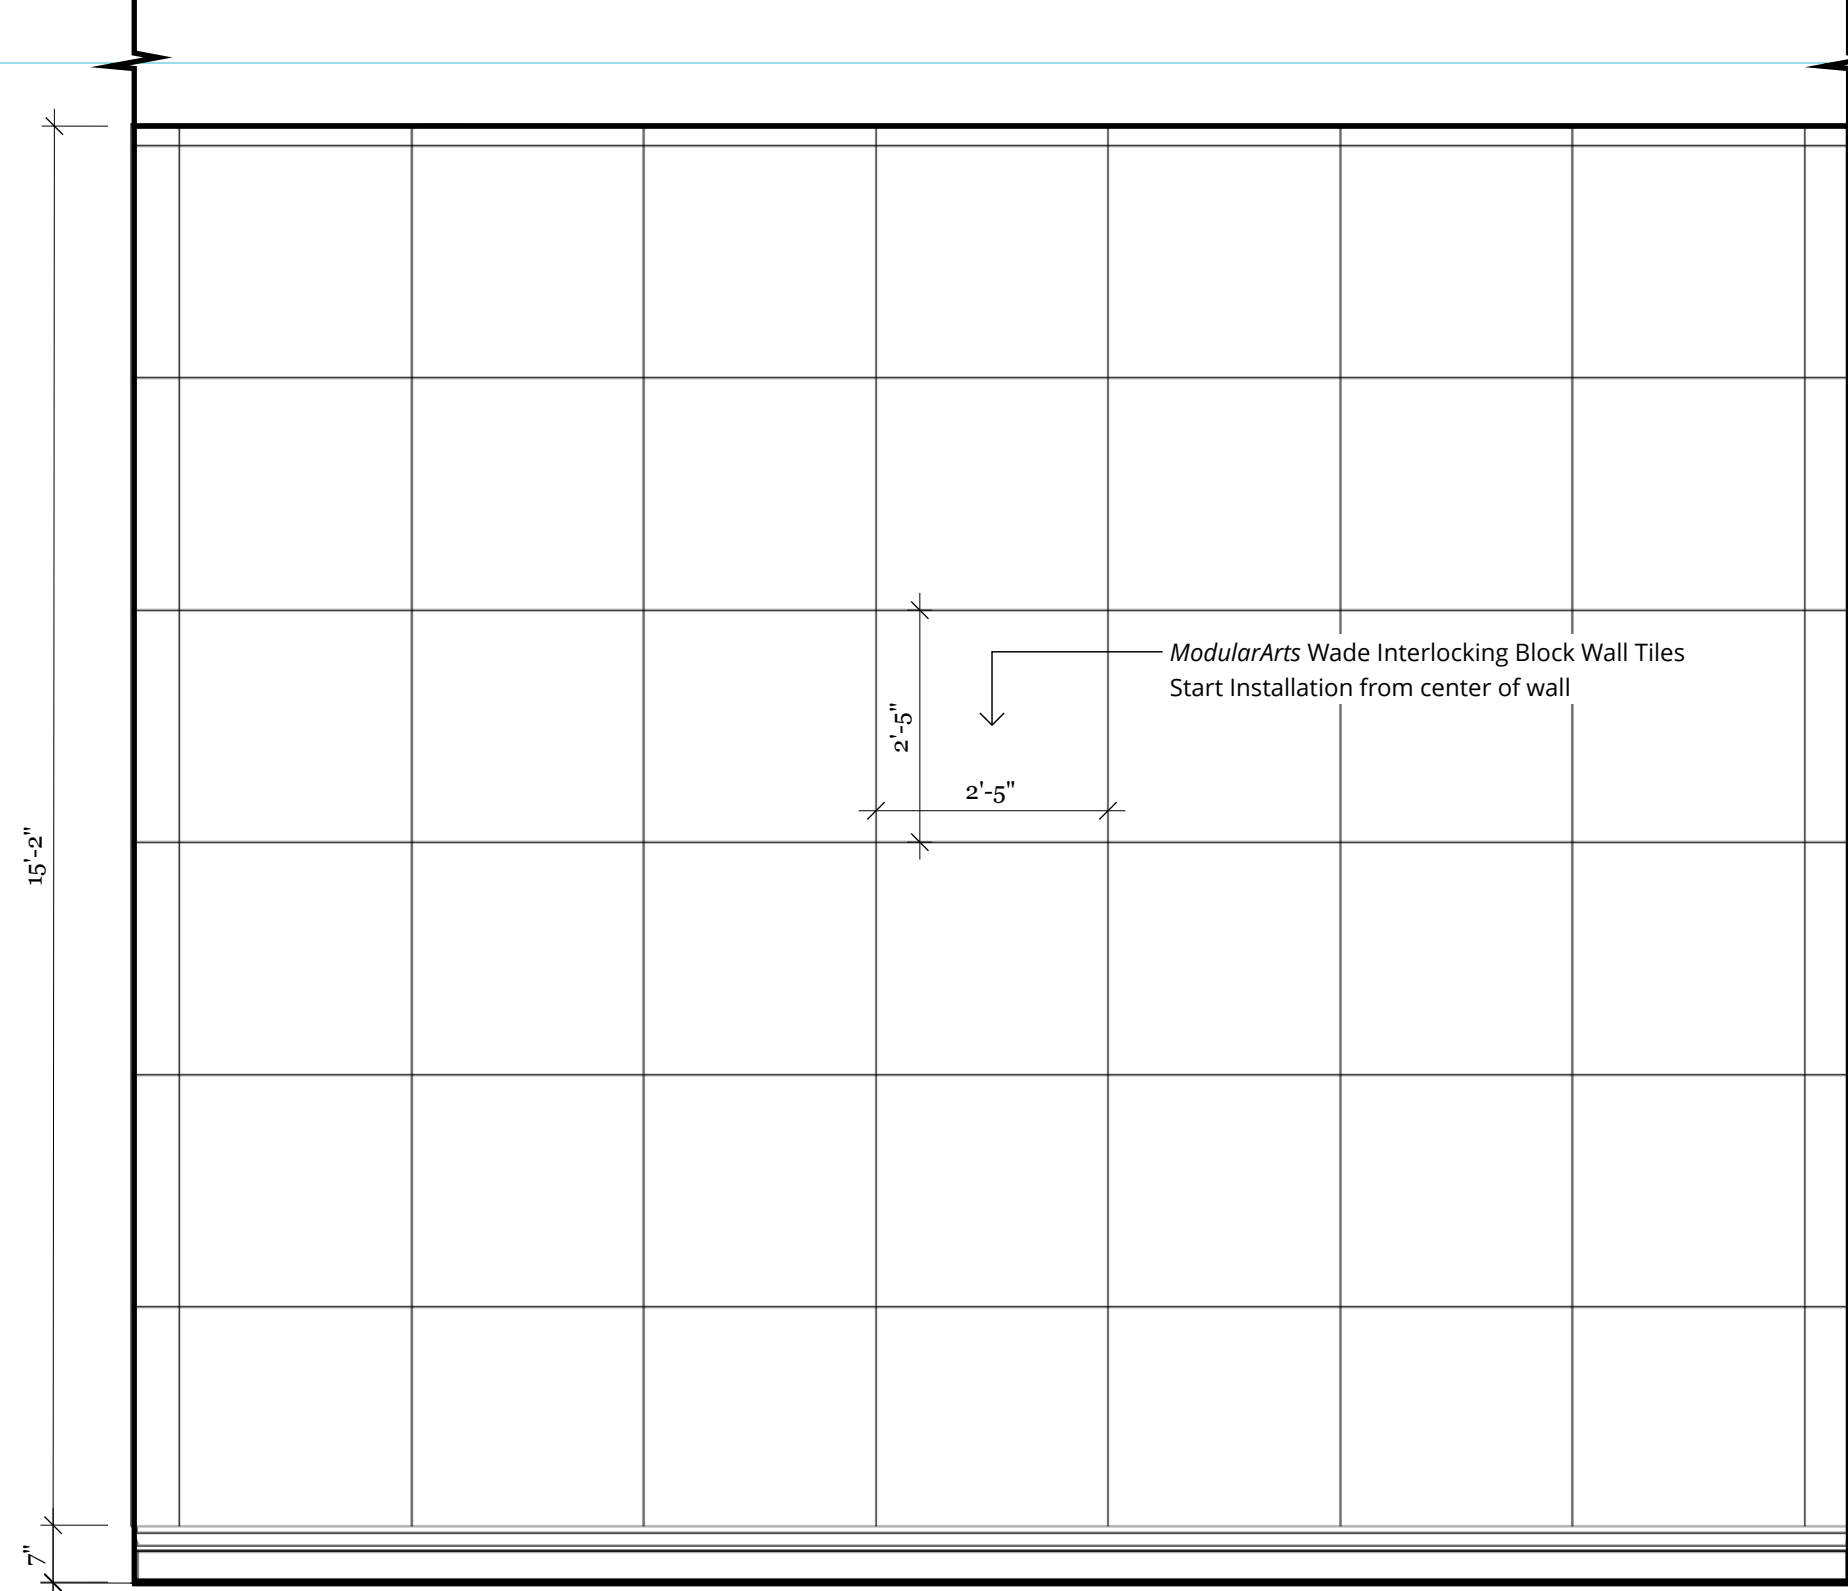 ModularArts Wade Interlocking Block Wall Tiles
Start Installation from center of wall
2'-5"
2'-5"
15'-2"
7"